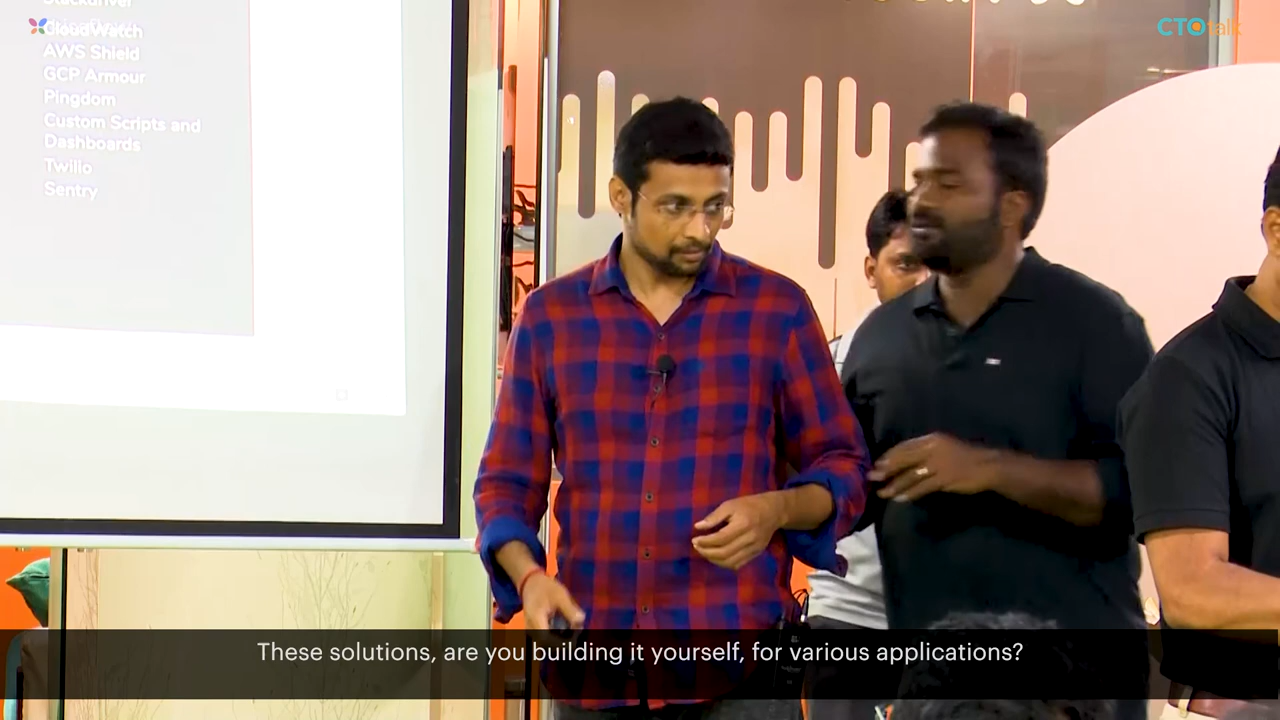 Stackdriver
CloudWatch
AWS Shield
GCP Armour
Pingdom
Custom Scripts and
Dashboards
Twilio
Sentry
CTOtalk
These solutions, are you building it yourself, for various applications?